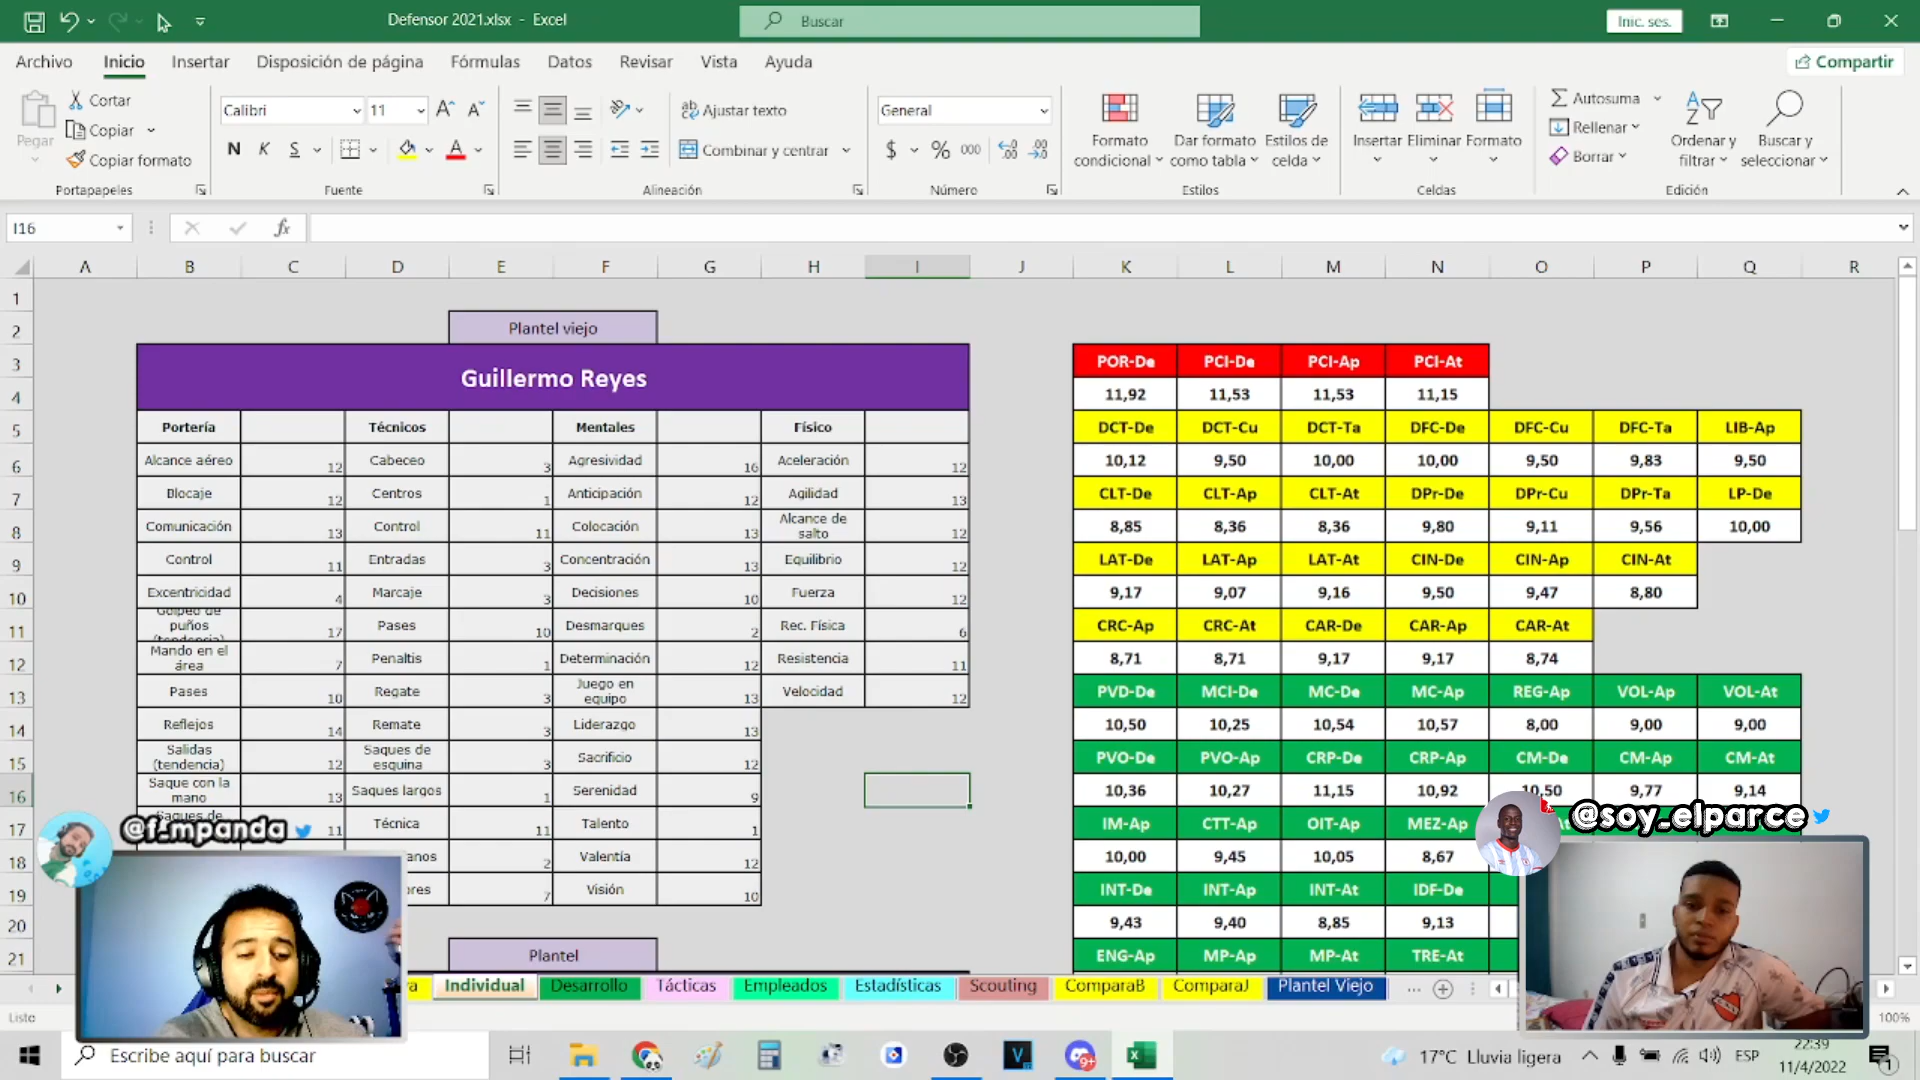 Defensor 2021.xlsx - Excel
Buscar
Inic. ses.
Archivo Inicio Insertar Disposición de página Fórmulas Datos Revisar Vista Ayuda Compartir
Pegar
Cortar
Copiar
Copiar formato
Calibri 11
N K S
Ajustar texto
Combinar y centrar
General
$ % 000
Formato condicional
Dar formato como tabla
Estilos de celda
Insertar Eliminar Formato
Autosuma
Rellenar
Borrar
Ordenar y filtrar
Buscar y seleccionar
Portapapeles Fuente Alineación Número Estilos Celdas Edición
I16 fx
A B C D E F G H I J K L M N O P Q R
1
2 Plantel viejo
3 Guillermo Reyes POR-De PCI-De PCI-Ap PCI-At
4 11,92 11,53 11,53 11,15
5 Portería Técnicos Mentales Físico DCT-De DCT-Cu DCT-Ta DFC-De DFC-Cu DFC-Ta LIB-Ap
6 Alcance aéreo 12 Cabeceo 3 Agresividad 16 Aceleración 12 10,12 9,50 10,00 10,00 9,50 9,83 9,50
7 Blocaje 12 Centros 1 Anticipación 12 Agilidad 13 CLT-De CLT-Ap CLT-At DPr-De DPr-Cu DPr-Ta LP-De
8 Comunicación 13 Control 11 Colocación 13 Alcance de salto 12 8,85 8,36 8,36 9,80 9,11 9,56 10,00
9 Control 11 Entradas 3 Concentración 13 Equilibrio 12 LAT-De LAT-Ap LAT-At CIN-De CIN-Ap CIN-At
10 Excentricidad 4 Marcaje 3 Decisiones 10 Fuerza 12 9,17 9,07 9,16 9,50 9,47 8,80
11 Golpeo de puños (tendencia) 17 Pases 10 Desmarques 2 Rec. Física 6 CRC-Ap CRC-At CAR-De CAR-Ap CAR-At
12 Mando en el área 7 Penaltis 1 Determinación 12 Resistencia 11 8,71 8,71 9,17 9,17 8,74
13 Pases 10 Regate 3 Juego en equipo 13 Velocidad 12 PVD-De MCI-De MC-De MC-Ap REG-Ap VOL-Ap VOL-At
14 Reflejos 14 Remate 3 Liderazgo 13 10,50 10,25 10,54 10,57 8,00 9,00 9,00
15 Salidas (tendencia) 12 Saques de esquina 3 Sacrificio 12 PVO-De PVO-Ap CRP-De CRP-Ap CM-De CM-Ap CM-At
16 Saque con la mano 13 Saques largos 1 Serenidad 9 10,36 10,27 11,15 10,92 10,50 9,77 9,14
17 Saques de 11 Técnica 11 Talento 1 IM-Ap CTT-Ap OIT-Ap MEZ-Ap
18 anos 2 Valentía 12 10,00 9,45 10,05 8,67
19 ores 7 Visión 10 INT-De INT-Ap INT-At IDF-De
20 9,43 9,40 8,85 9,13
21 Plantel ENG-Ap MP-Ap MP-At TRE-At
@f_mpanda
@soy_elparce
va Individual Desarrollo Tácticas Empleados Estadísticas Scouting ComparaB ComparaJ Plantel Viejo ...
Listo 100%
Escribe aquí para buscar
9+
17°C Lluvia ligera ESP
22:39
11/4/2022
1